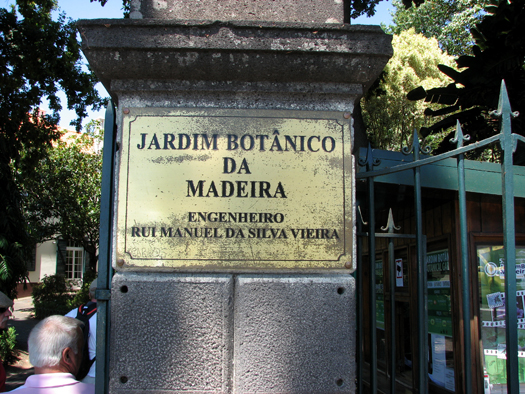 JARDIM BOTÂNICO
DA
MADEIRA
ENGENHEIRO
RUI MANUEL DA SILVA VIEIRA